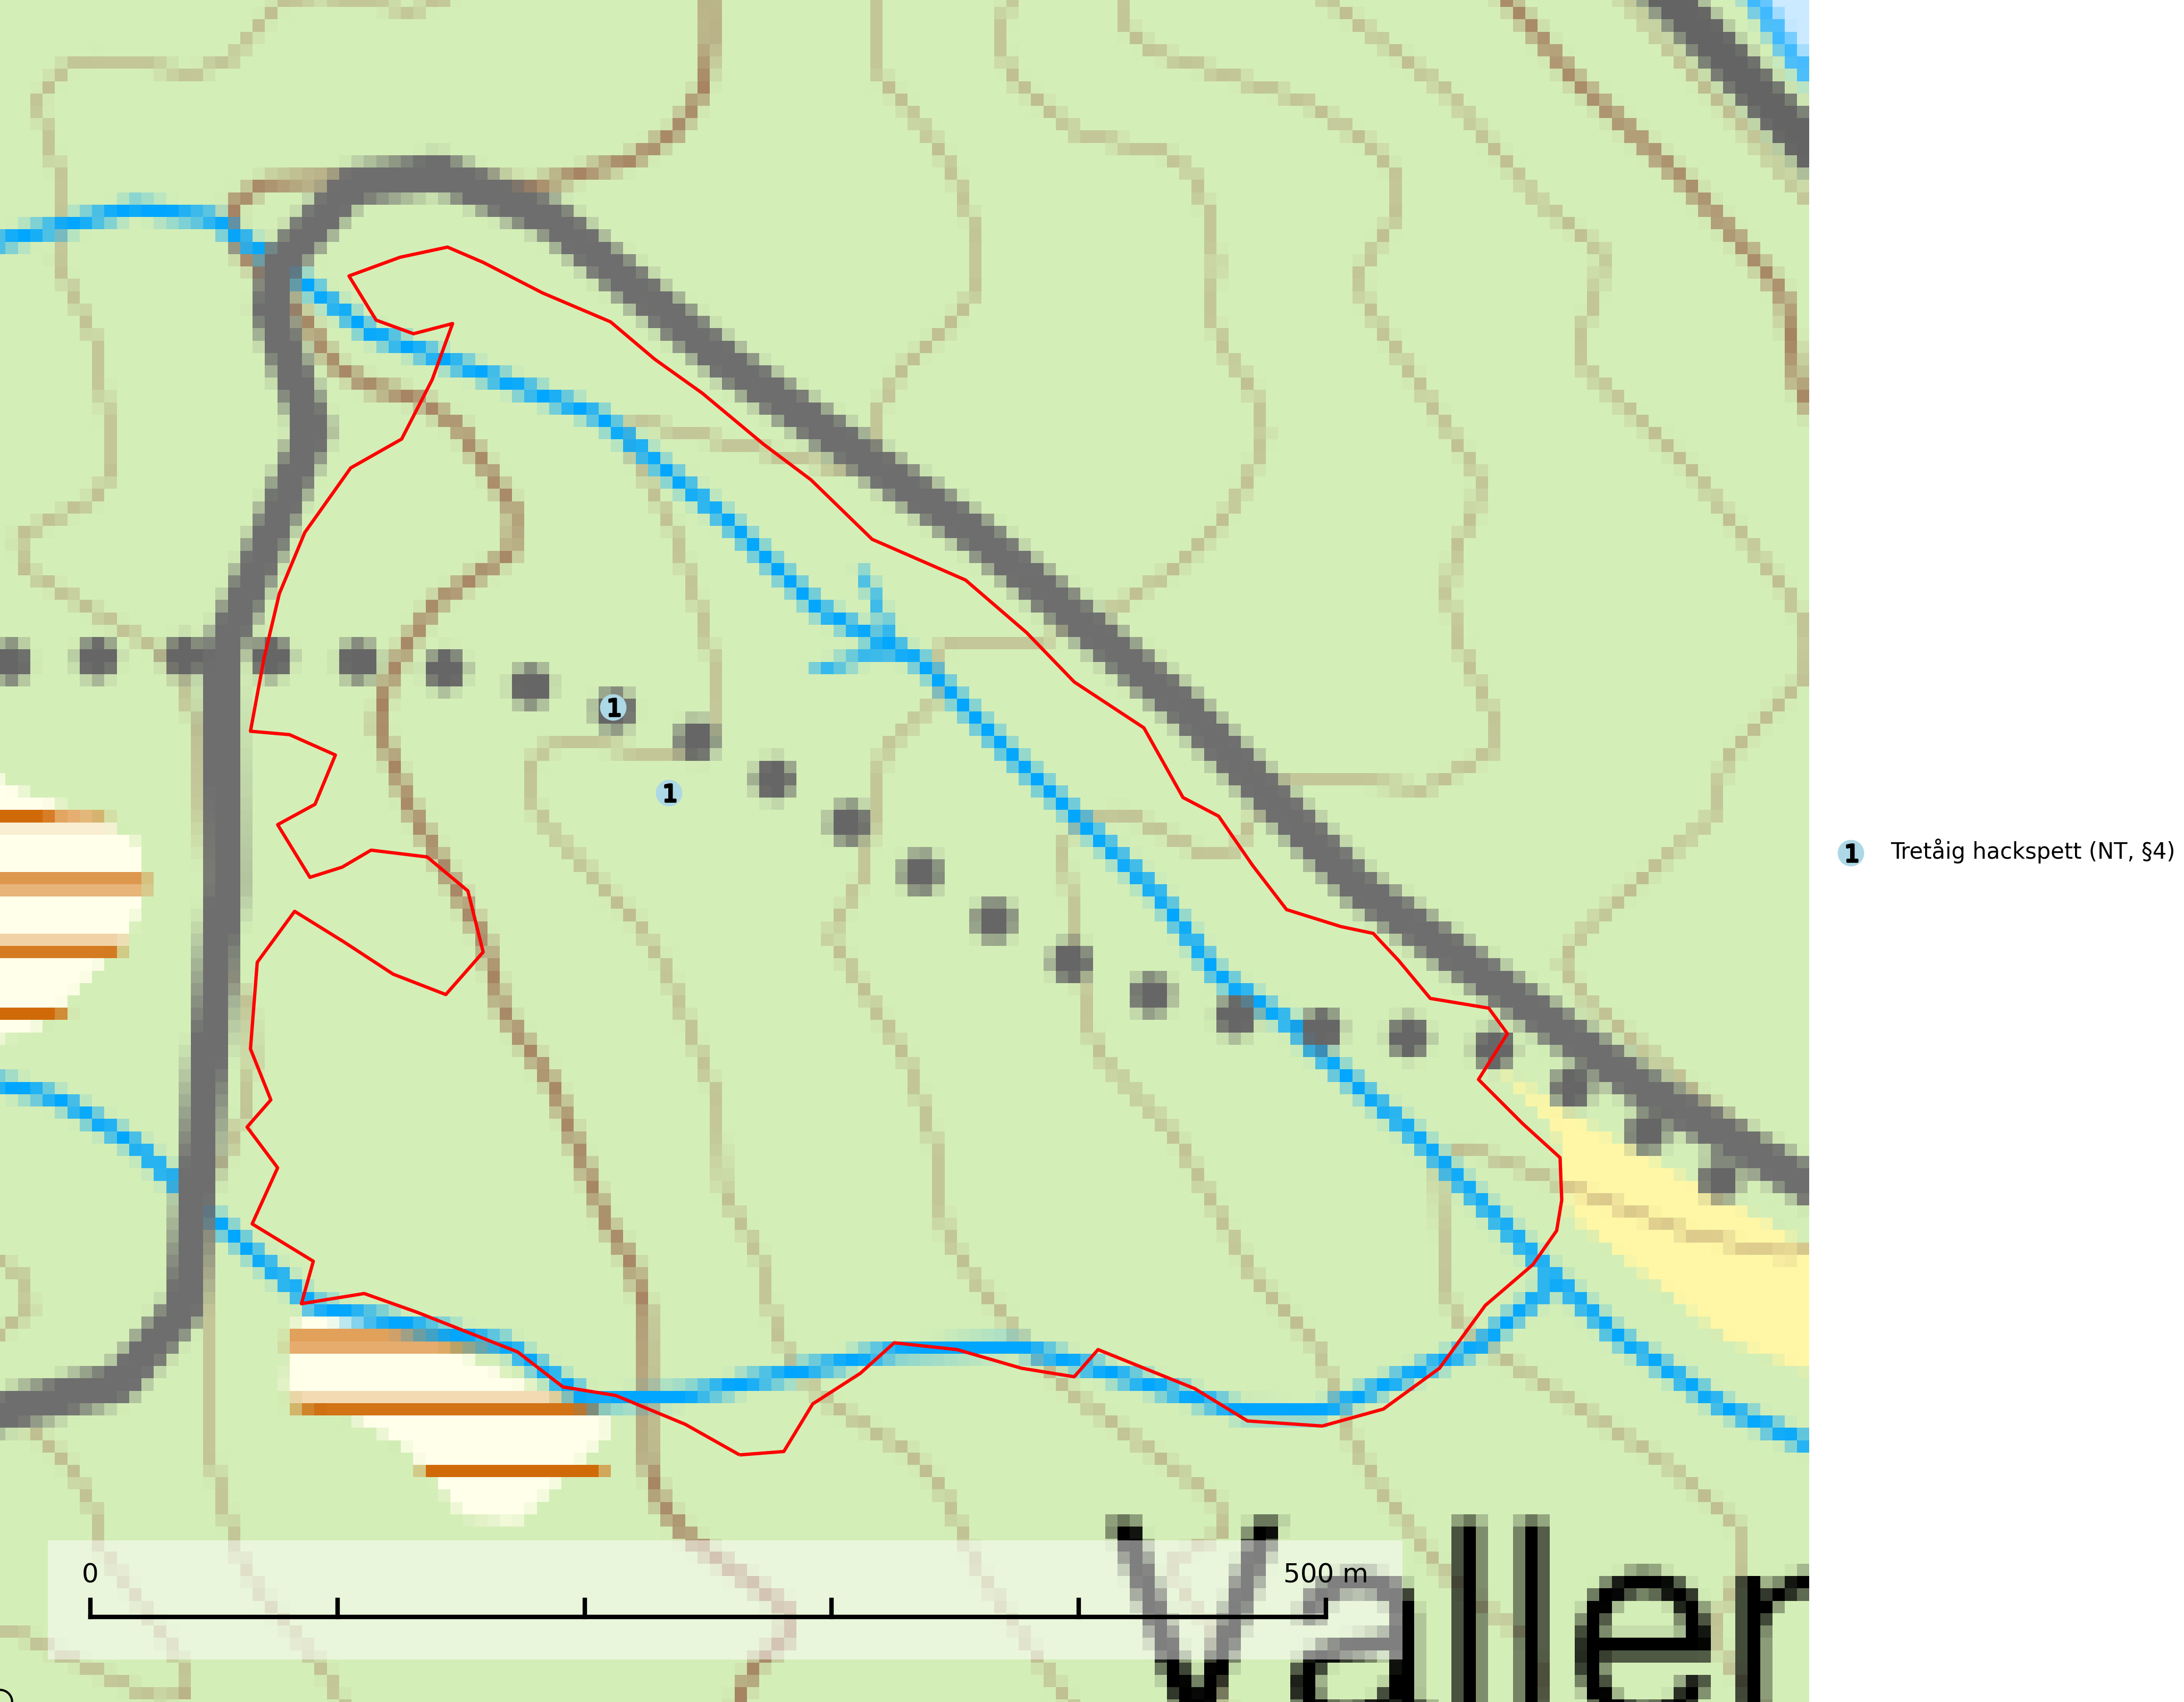 1
1
1 Tretåig hackspett (NT, §4)
0 500 m
Valler